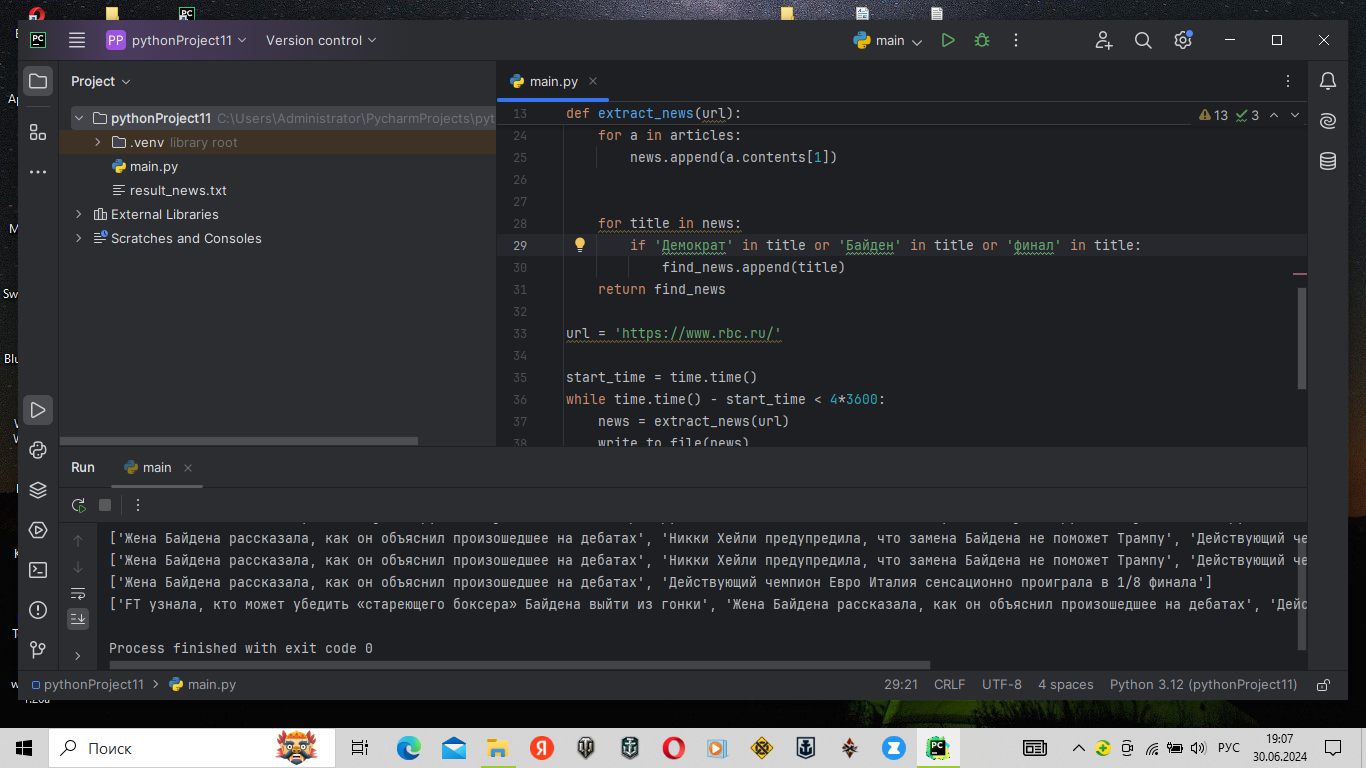 PC
PC
PP pythonProject11
Version control
main
Project
main.py
pythonProject11 C:\Users\Administrator\PycharmProjects\pyt
.venv library root
main.py
result_news.txt
External Libraries
Scratches and Consoles
13 def extract_news(url):
13 3
24 for a in articles:
25 news.append(a.contents[1])
26
27
28 for title in news:
29 if 'Демократ' in title or 'Байден' in title or 'финал' in title:
30 find_news.append(title)
31 return find_news
32
33 url = 'https://www.rbc.ru/'
34
35 start_time = time.time()
36 while time.time() - start_time < 4*3600:
37 news = extract_news(url)
38 write_to_file(news)
Run
main
['Жена Байдена рассказала, как он объяснил произошедшее на дебатах', 'Никки Хейли предупредила, что замена Байдена не поможет Трампу', 'Действующий че
['Жена Байдена рассказала, как он объяснил произошедшее на дебатах', 'Никки Хейли предупредила, что замена Байдена не поможет Трампу', 'Действующий че
['Жена Байдена рассказала, как он объяснил произошедшее на дебатах', 'Действующий чемпион Евро Италия сенсационно проиграла в 1/8 финала']
['FT узнала, кто может убедить «стареющего боксера» Байдена выйти из гонки', 'Жена Байдена рассказала, как он объяснил произошедшее на дебатах', 'Дейс
Process finished with exit code 0
pythonProject11 > main.py
29:21 CRLF UTF-8 4 spaces Python 3.12 (pythonProject11)
Поиск
Я
PC
РУС
19:07
30.06.2024